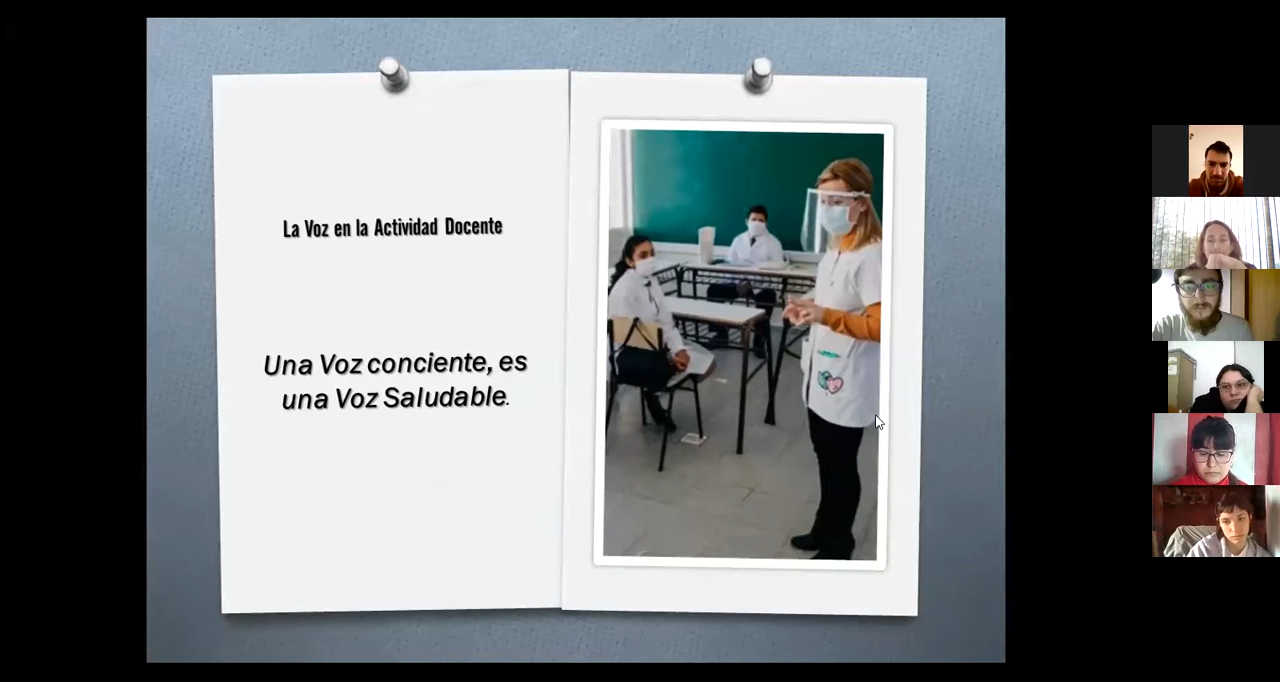 La Voz en la Actividad Docente
Una Voz conciente, es
una Voz Saludable.